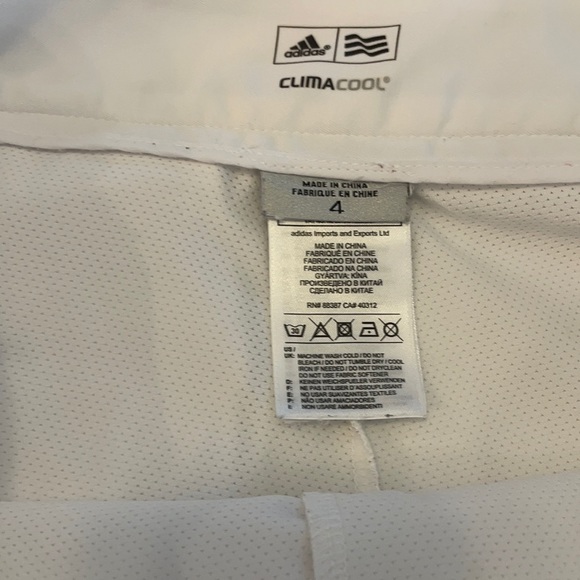 adidas
CLIMACOOL®
MADE IN CHINA
FABRIQUE EN CHINE
4
adidas Imports and Exports Ltd
MADE IN CHINA
FABRIQUÉ EN CHINE
FABRICADO EN CHINA
FABRICADO NA CHINA
GYÁRTVA: KÍNA
ПРОИЗВЕДЕНО В КИТАЙ
СДЕЛАНО В КИТАЕ
RN# 88387 CA# 40312
30
US /
UK: MACHINE WASH COLD / DO NOT
BLEACH / DO NOT TUMBLE DRY / COOL
IRON IF NEEDED / DO NOT DRYCLEAN
DO NOT USE FABRIC SOFTENER
D: KEINEN WEICHSPUELER VERWENDEN
F: NE PAS UTILISER D'ASSOUPLISSANT
E: NO USAR SUAVIZANTES TEXTILES
P: NÃO USAR AMACIADORES
I: NON USARE AMMORBIDENTI